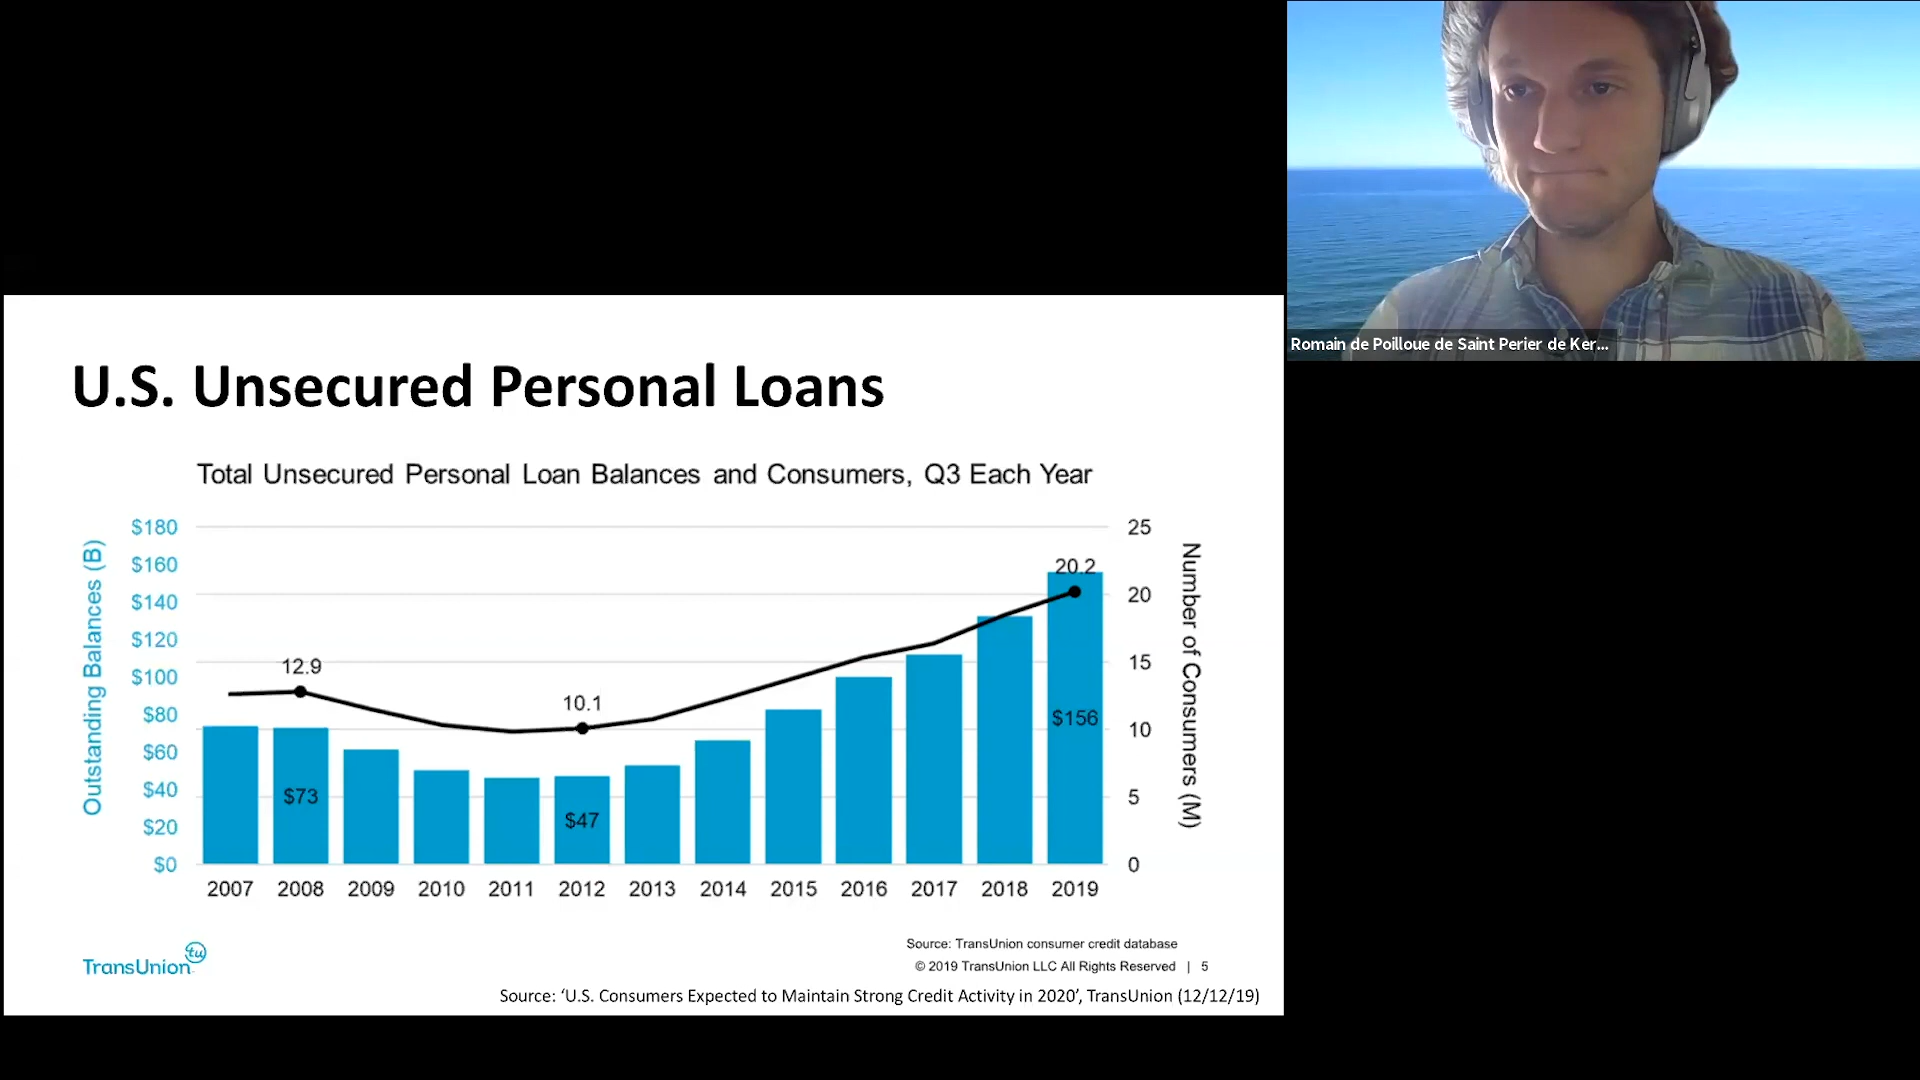 Romain de Poilloue de Saint Perier de Ker...
U.S. Unsecured Personal Loans
Total Unsecured Personal Loan Balances and Consumers, Q3 Each Year
Outstanding Balances (B)
$180
$160
$140
$120
$100
$80
$60
$40
$20
$0
12.9
10.1
20.2
$73
$47
$156
25
20
15
10
5
0
Number of Consumers (M)
2007 2008 2009 2010 2011 2012 2013 2014 2015 2016 2017 2018 2019
TransUnion
tu
Source: TransUnion consumer credit database
© 2019 TransUnion LLC All Rights Reserved | 5
Source: ‘U.S. Consumers Expected to Maintain Strong Credit Activity in 2020’, TransUnion (12/12/19)